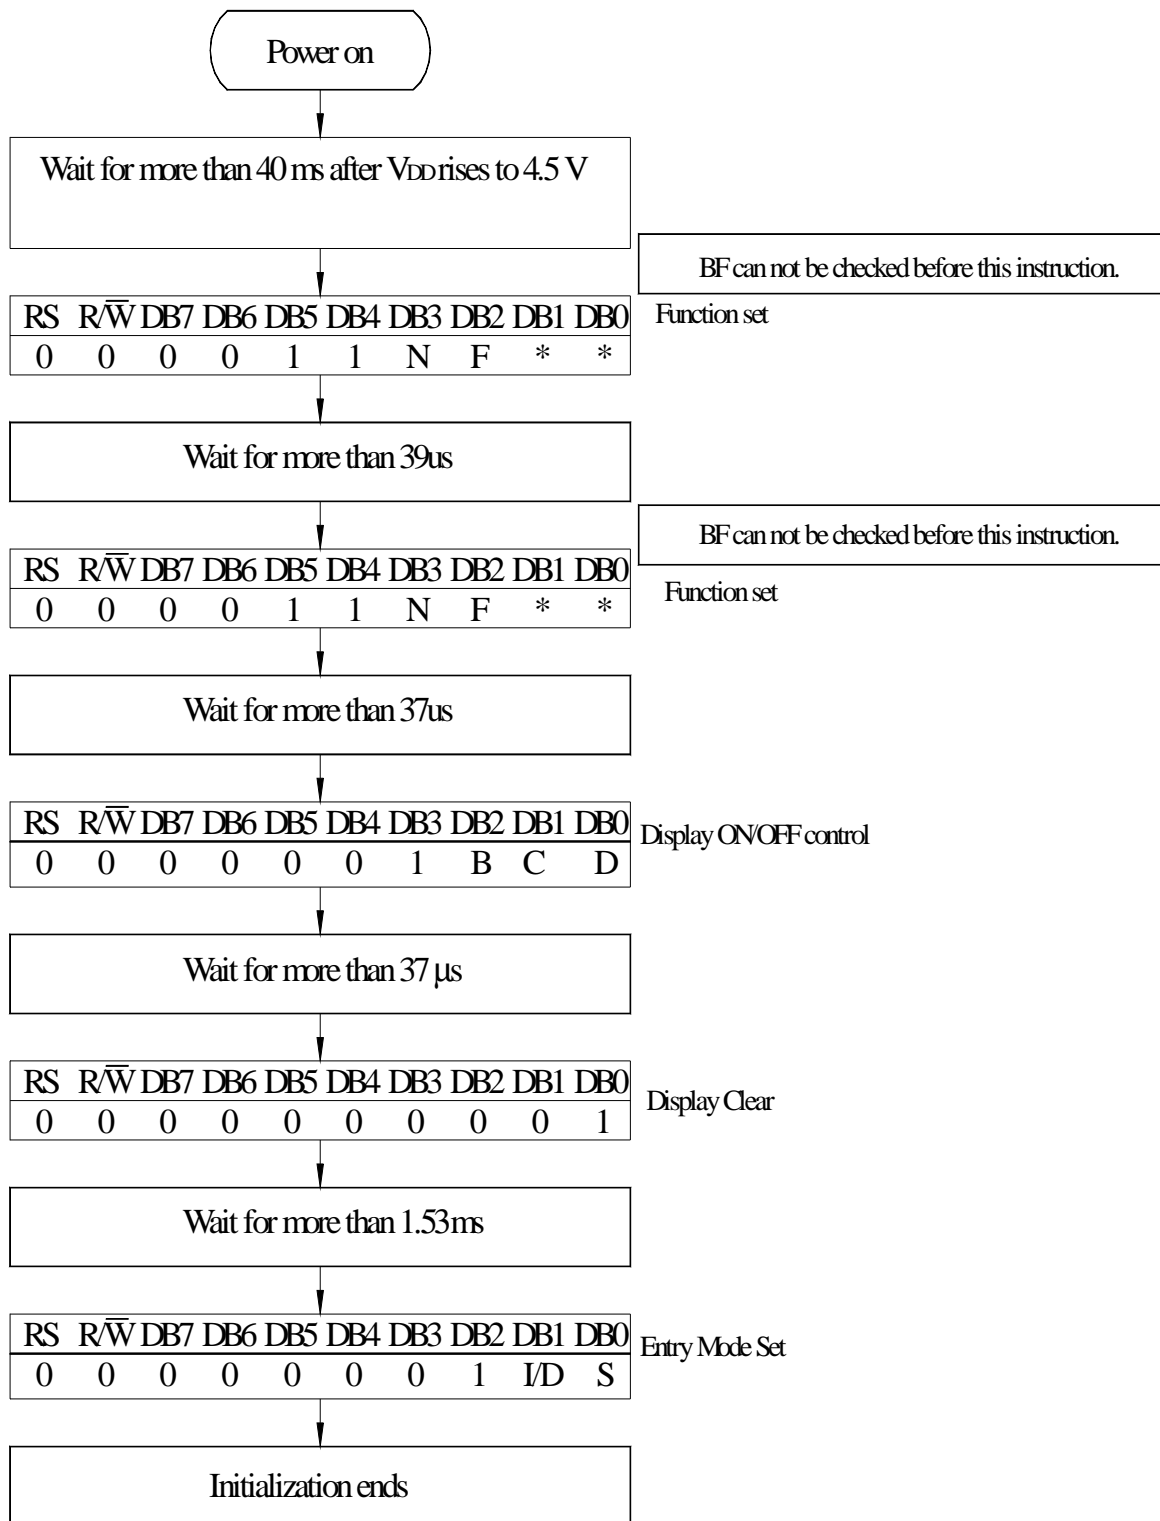 Power on
Wait for more than 40 ms after VDD rises to 4.5 V
BF can not be checked before this instruction.
RS R/W̅ DB7 DB6 DB5 DB4 DB3 DB2 DB1 DB0
Function set
0 0 0 0 1 1 N F * *
Wait for more than 39us
BF can not be checked before this instruction.
RS R/W̅ DB7 DB6 DB5 DB4 DB3 DB2 DB1 DB0
Function set
0 0 0 0 1 1 N F * *
Wait for more than 37us
RS R/W̅ DB7 DB6 DB5 DB4 DB3 DB2 DB1 DB0
Display ON/OFF control
0 0 0 0 0 0 1 B C D
Wait for more than 37 μs
RS R/W̅ DB7 DB6 DB5 DB4 DB3 DB2 DB1 DB0
Display Clear
0 0 0 0 0 0 0 0 0 1
Wait for more than 1.53ms
RS R/W̅ DB7 DB6 DB5 DB4 DB3 DB2 DB1 DB0
Entry Mode Set
0 0 0 0 0 0 0 1 I/D S
Initialization ends